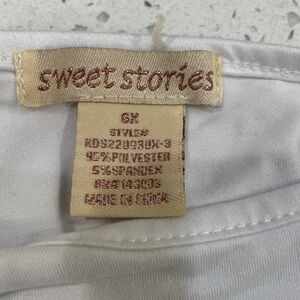 sweet stories
6X
STYLE#
95%POLYESTER
5%SPANDEX
MADE IN CHINA